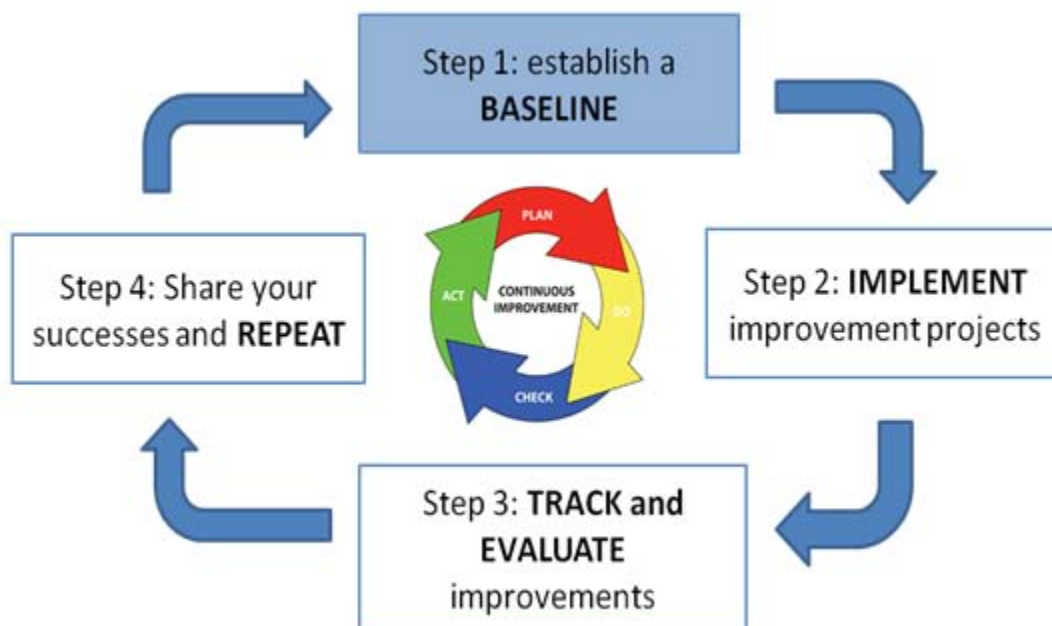 Step 1: establish a
BASELINE
Step 2: IMPLEMENT
improvement projects
Step 3: TRACK and
EVALUATE
improvements
Step 4: Share your
successes and REPEAT
PLAN
DO
CHECK
ACT
CONTINUOUS
IMPROVEMENT